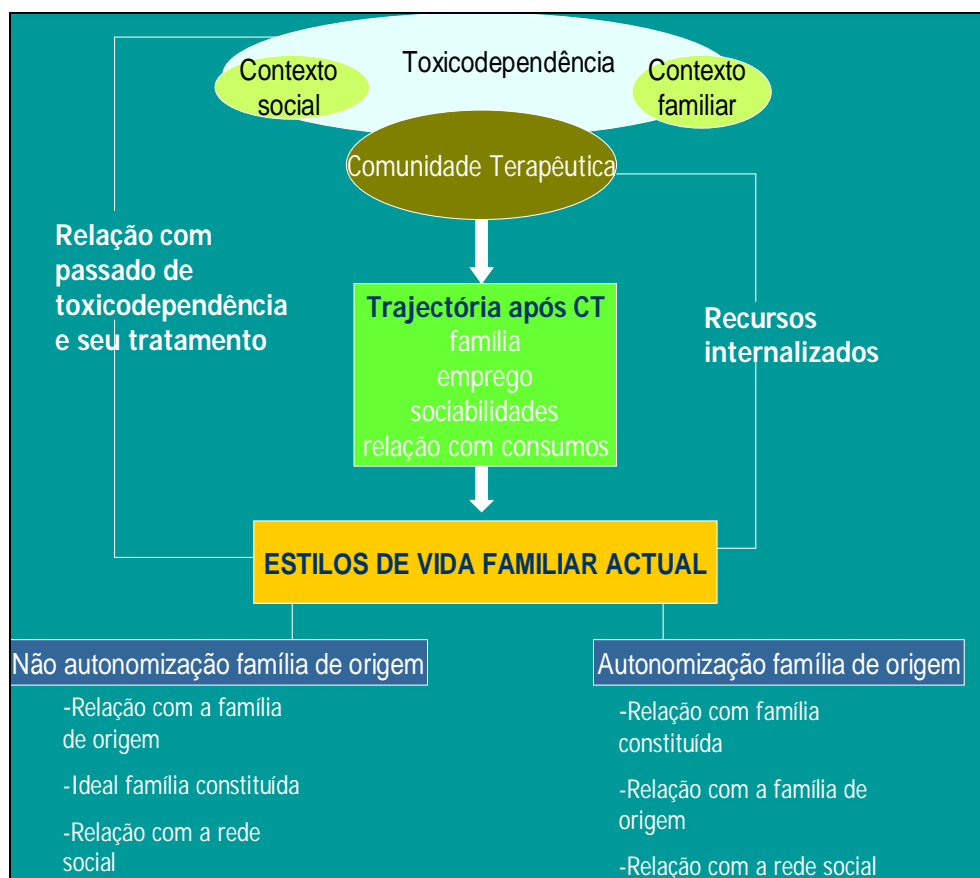 Toxicodependência
Contexto
social
Contexto
familiar
Comunidade Terapêutica
Relação com
passado de
toxicodependência
e seu tratamento
Trajectória após CT
família
emprego
sociabilidades
relação com consumos
Recursos
internalizados
ESTILOS DE VIDA FAMILIAR ACTUAL
Não autonomização família de origem
-Relação com a família
de origem
-Ideal família constituída
-Relação com a rede
social
Autonomização família de origem
-Relação com família
constituída
-Relação com a família de
origem
-Relação com a rede social